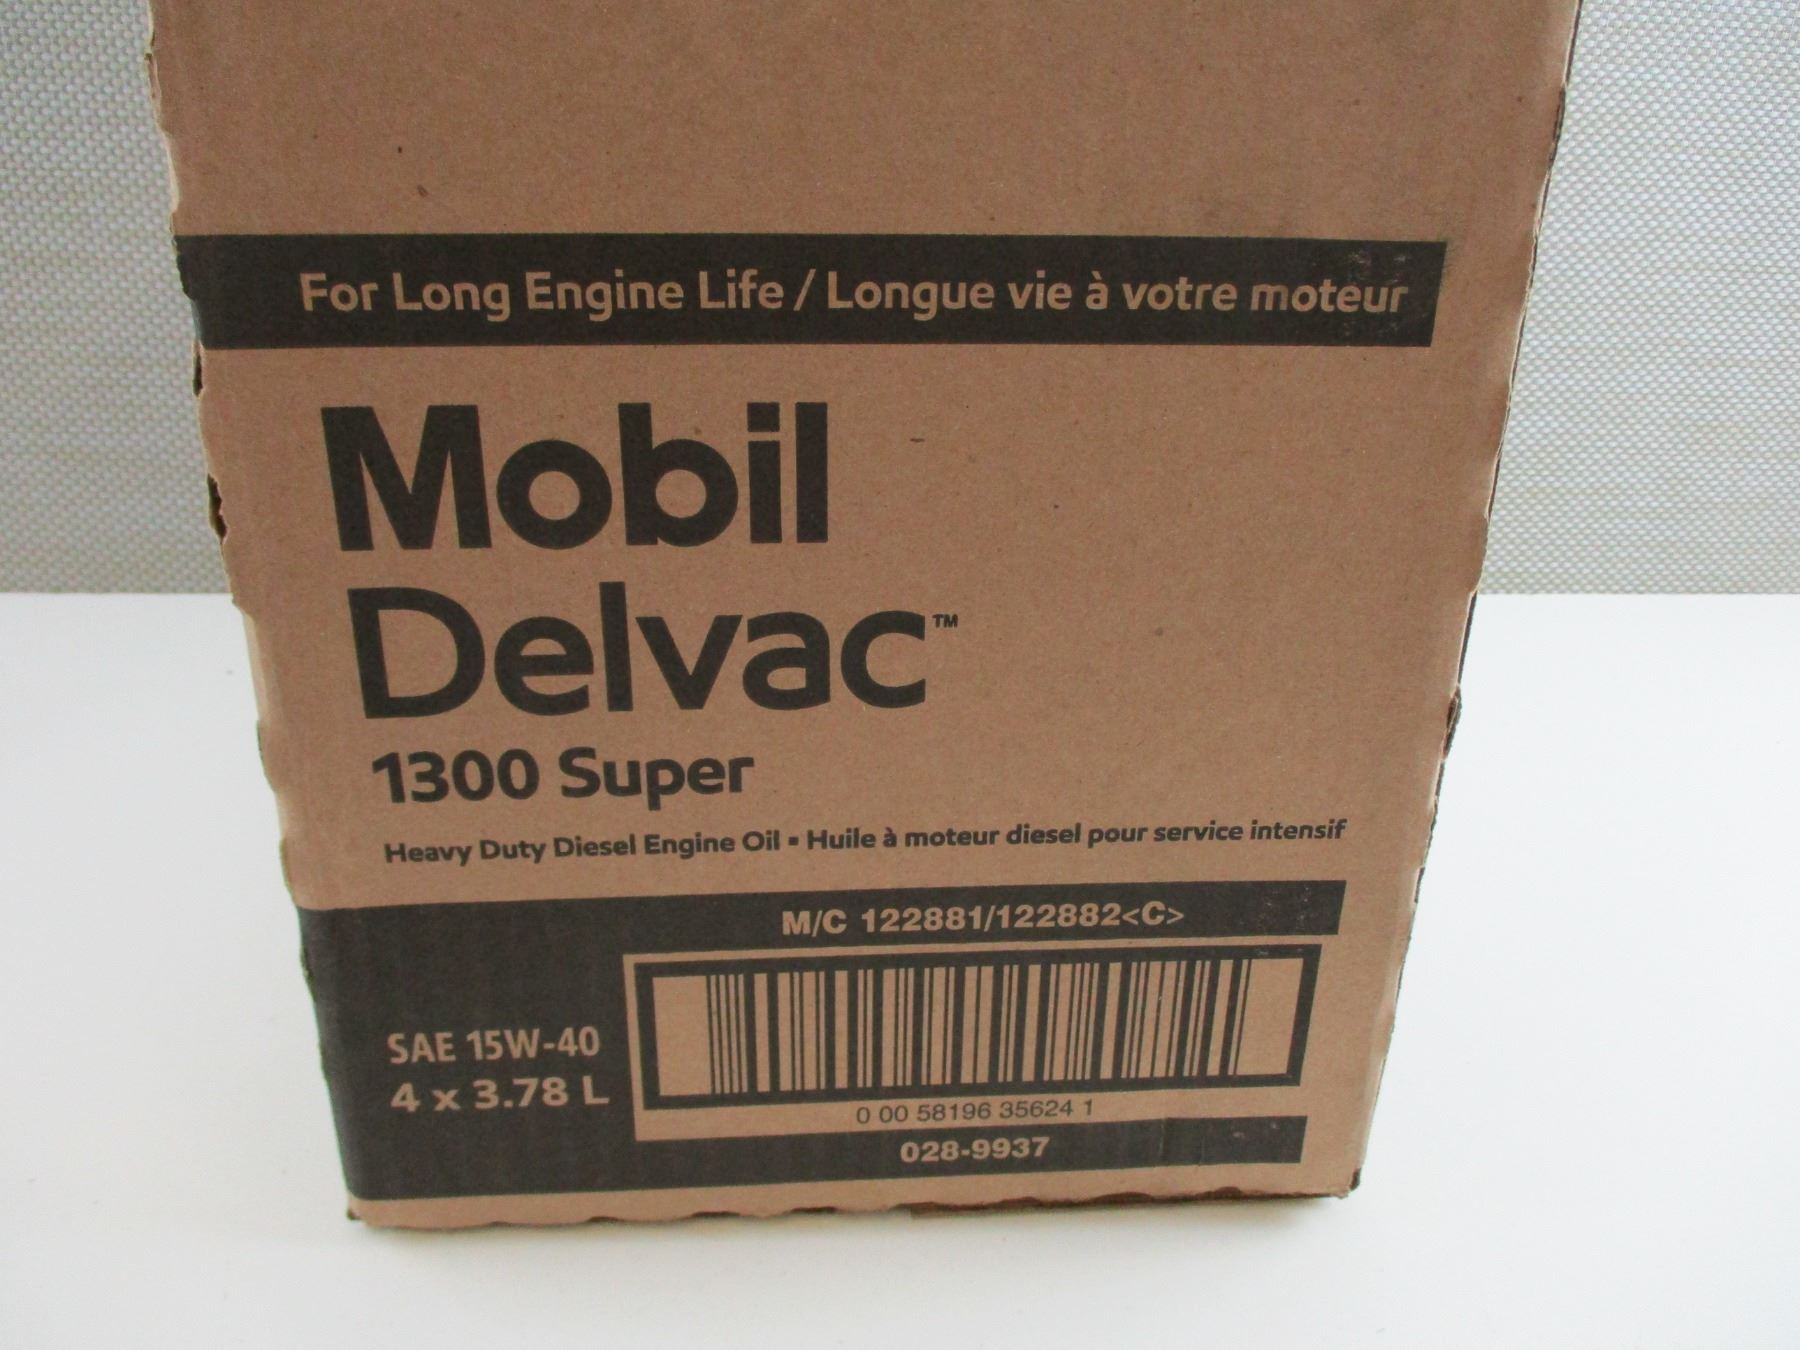 For Long Engine Life / Longue vie à votre moteur
Mobil
Delvac™
1300 Super
Heavy Duty Diesel Engine Oil ▪ Huile à moteur diesel pour service intensif
M/C 122881/122882<C>
SAE 15W-40
4 x 3.78 L
0 00 58196 35624 1
028-9937